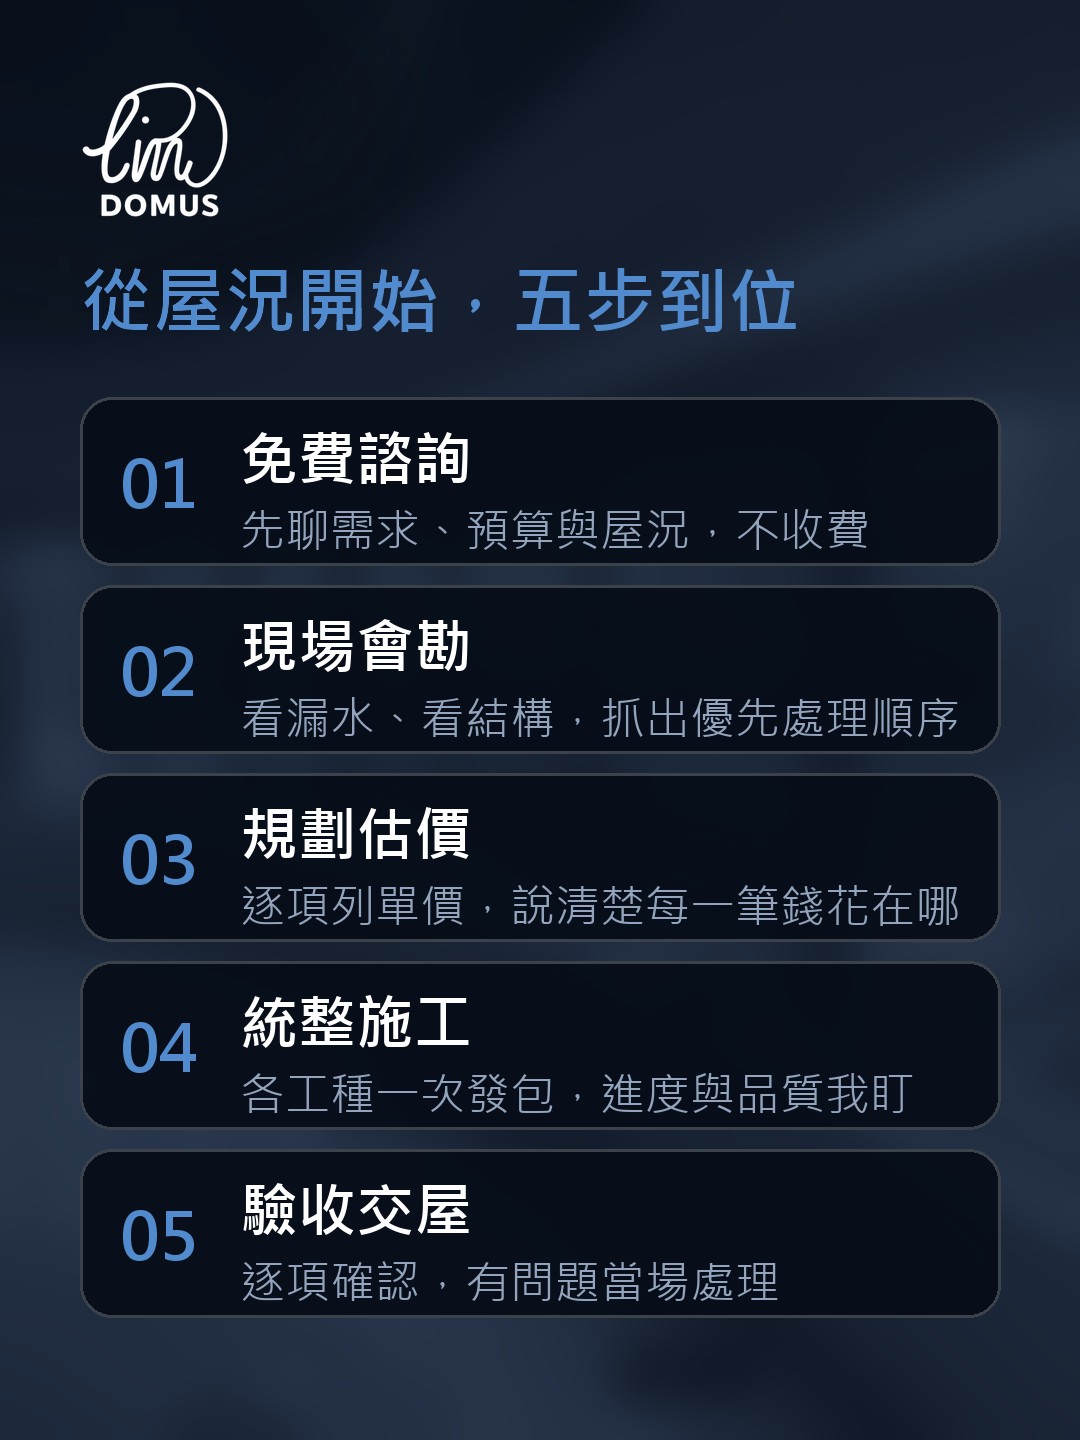 lim
DOMUS
從屋況開始，五步到位
01
免費諮詢
先聊需求、預算與屋況，不收費
02
現場會勘
看漏水、看結構，抓出優先處理順序
03
規劃估價
逐項列單價，說清楚每一筆錢花在哪
04
統整施工
各工種一次發包，進度與品質我盯
05
驗收交屋
逐項確認，有問題當場處理